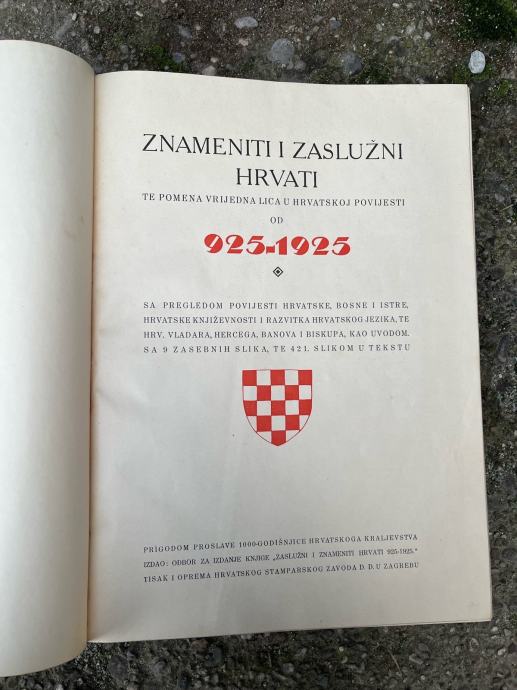 ZNAMENITI I ZASLUŽNI
HRVATI
TE POMENA VRIJEDNA LICA U HRVATSKOJ POVIJESTI
OD
925-1925
SA PREGLEDOM POVIJESTI HRVATSKE, BOSNE I ISTRE,
HRVATSKE KNJIŽEVNOSTI I RAZVITKA HRVATSKOG JEZIKA, TE
HRV. VLADARA, HERCEGA, BANOVA I BISKUPA, KAO UVODOM.
SA 9 ZASEBNIH SLIKA, TE 421. SLIKOM U TEKSTU
PRIGODOM PROSLAVE 1000-GODIŠNJICE HRVATSKOGA KRALJEVSTVA
IZDAO: ODBOR ZA IZDANJE KNJIGE „ZASLUŽNI I ZNAMENITI HRVATI 925-1925."
TISAK I OPREMA HRVATSKOG ŠTAMPARSKOG ZAVODA D. D. U ZAGREBU